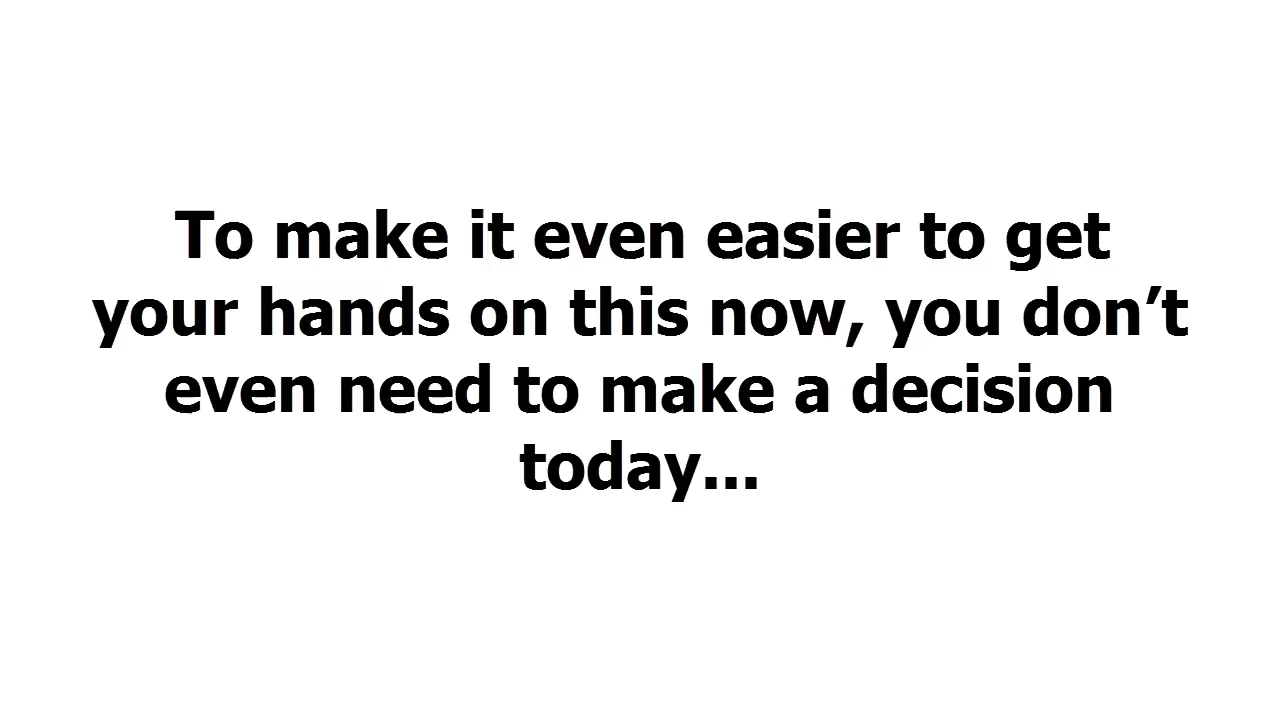 To make it even easier to get
your hands on this now, you don’t
even need to make a decision
today...